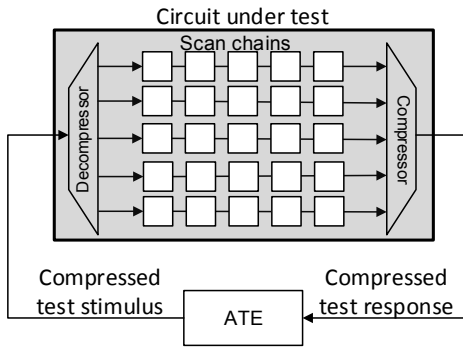 Circuit under test
Scan chains
Decompressor
Compressor
Compressed
test stimulus
ATE
Compressed
test response